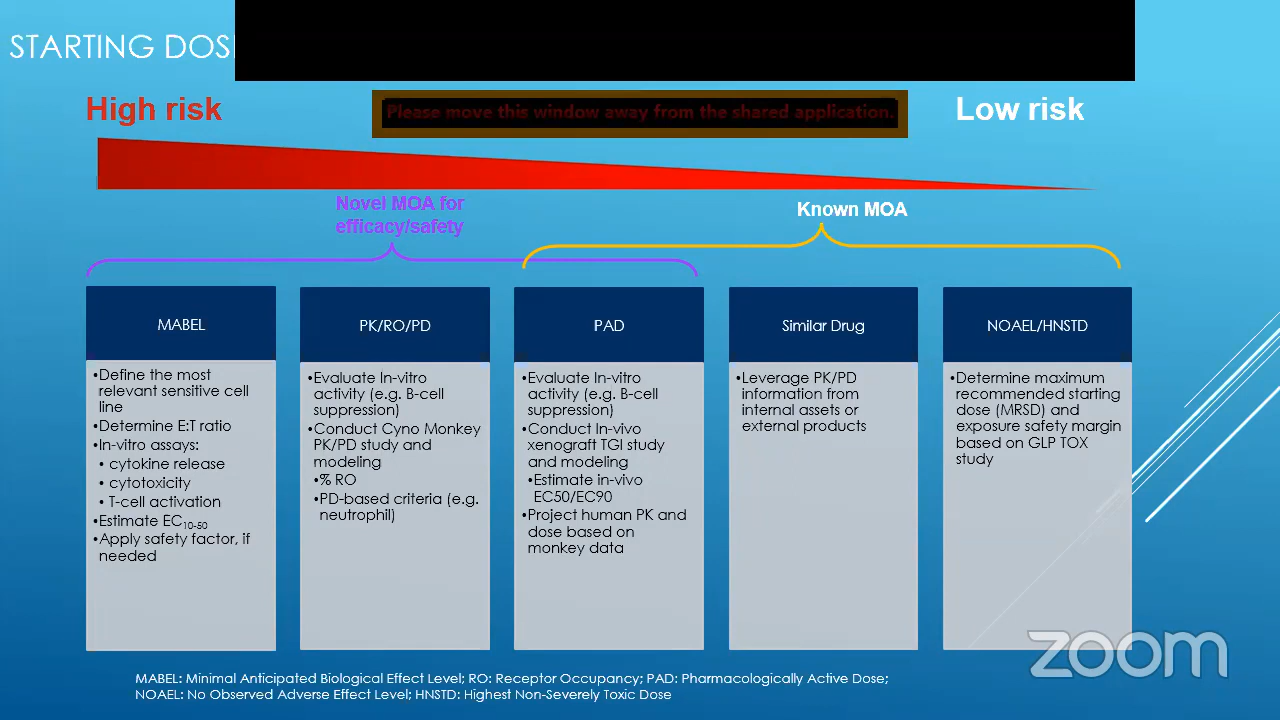 STARTING DOS
Please move this window away from the shared application.
High risk
Low risk
Novel MOA for
efficacy/safety
Known MOA
MABEL
•Define the most
relevant sensitive cell
line
•Determine E:T ratio
•In-vitro assays:
• cytokine release
• cytotoxicity
• T-cell activation
•Estimate EC10-50
•Apply safety factor, if
needed
PK/RO/PD
•Evaluate In-vitro
activity (e.g. B-cell
suppression)
•Conduct Cyno Monkey
PK/PD study and
modeling
•% RO
•PD-based criteria (e.g.
neutrophil)
PAD
•Evaluate In-vitro
activity (e.g. B-cell
suppression)
•Conduct In-vivo
xenograft TGI study
and modeling
•Estimate in-vivo
EC50/EC90
•Project human PK and
dose based on
monkey data
Similar Drug
•Leverage PK/PD
information from
internal assets or
external products
NOAEL/HNSTD
•Determine maximum
recommended starting
dose (MRSD) and
exposure safety margin
based on GLP TOX
study
zoom
MABEL: Minimal Anticipated Biological Effect Level; RO: Receptor Occupancy; PAD: Pharmacologically Active Dose;
NOAEL: No Observed Adverse Effect Level; HNSTD: Highest Non-Severely Toxic Dose